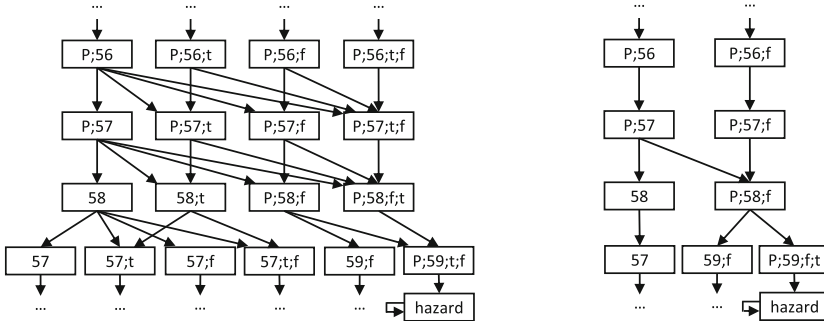 ... ... ... ... ... ...
P;56 P;56;t P;56;f P;56;t;f P;56 P;56;f
P;57 P;57;t P;57;f P;57;t;f P;57 P;57;f
58 58;t P;58;f P;58;f;t 58 P;58;f
57 57;t 57;f 57;t;f 59;f P;59;t;f 57 59;f P;59;f;t
... ... ... ... ... hazard ... ... hazard